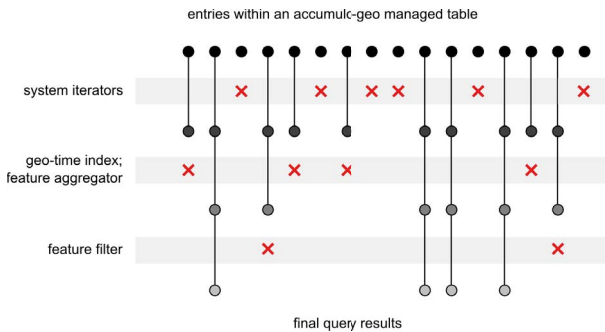 entries within an accumulo-geo managed table
system iterators
geo-time index;
feature aggregator
feature filter
final query results